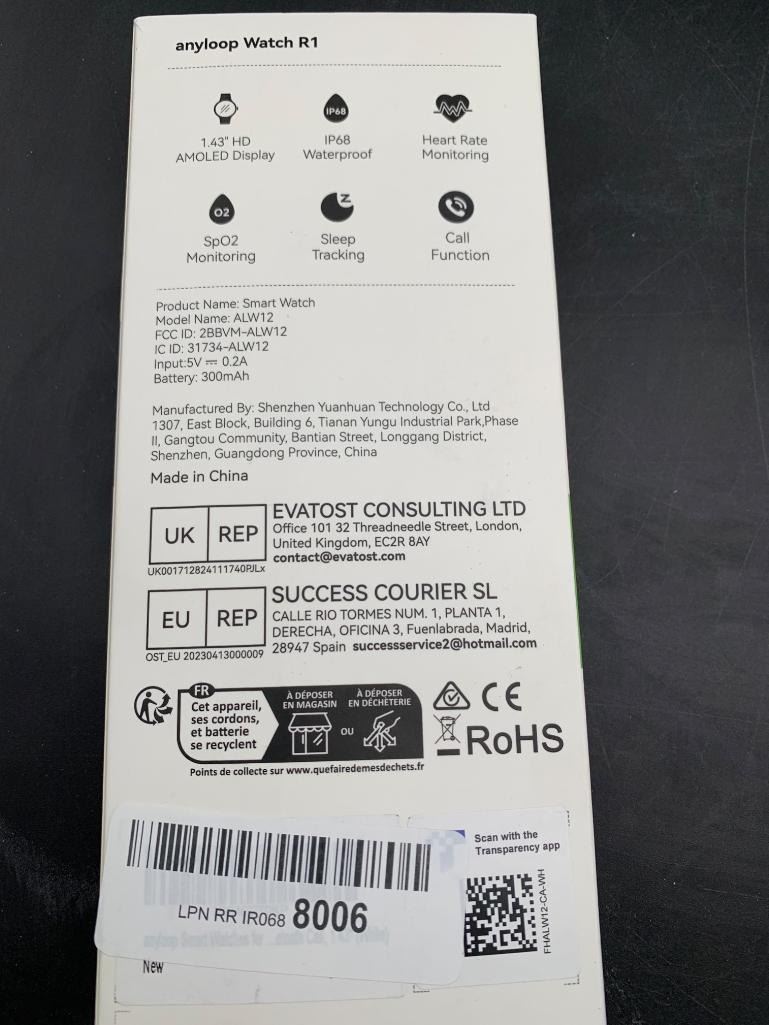 anyloop Watch R1
1.43" HD
AMOLED Display
IP68
IP68
Waterproof
Heart Rate
Monitoring
O2
SpO2
Monitoring
Z
Sleep
Tracking
Call
Function
Product Name: Smart Watch
Model Name: ALW12
FCC ID: 2BBVM-ALW12
IC ID: 31734-ALW12
Input:5V ⎓ 0.2A
Battery: 300mAh
Manufactured By: Shenzhen Yuanhuan Technology Co., Ltd
1307, East Block, Building 6, Tianan Yungu Industrial Park,Phase
II, Gangtou Community, Bantian Street, Longgang District,
Shenzhen, Guangdong Province, China
Made in China
UK REP
EVATOST CONSULTING LTD
Office 101 32 Threadneedle Street, London,
United Kingdom, EC2R 8AY
contact@evatost.com
UK001712824111740PJLx
EU REP
SUCCESS COURIER SL
CALLE RIO TORMES NUM. 1, PLANTA 1,
DERECHA, OFICINA 3, Fuenlabrada, Madrid,
28947 Spain successservice2@hotmail.com
OST_EU 20230413000009
FR
Cet appareil,
ses cordons,
et batterie
se recyclent
À DÉPOSER
EN MAGASIN
OU
À DÉPOSER
EN DÉCHÈTERIE
Points de collecte sur www.quefairedemesdechets.fr
CE
RoHS
Scan with the
Transparency app
FHALW12-CA-WH
LPN RR IR068 8006
anyloop Smart Watches for
New